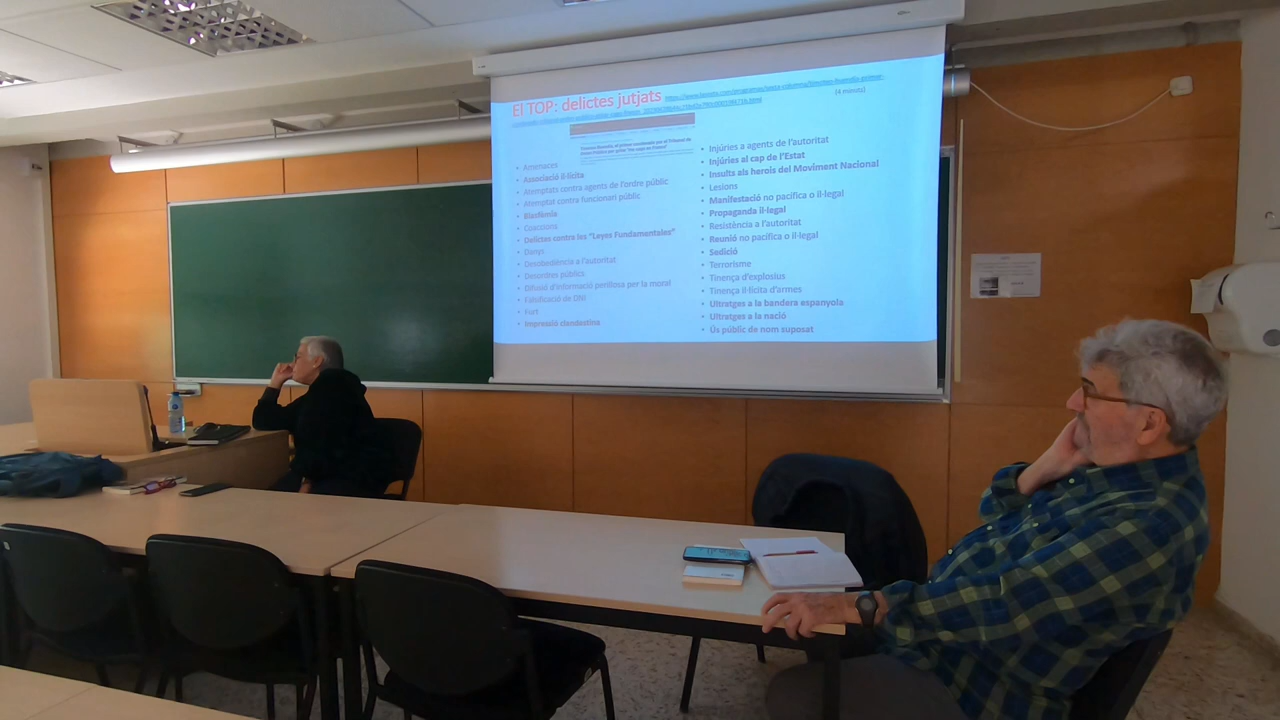 El TOP: delictes jutjats
(4 minuts)
• Amenaces
• Associació il·lícita
• Atemptats contra agents de l'ordre públic
• Atemptat contra funcionari públic
• Blasfèmia
• Coaccions
• Delictes contra les "Leyes Fundamentales"
• Danys
• Desobediència a l'autoritat
• Desordres públics
• Difusió d'informació perillosa per la moral
• Falsificació de DNI
• Furt
• Impressió clandestina
• Injúries a agents de l'autoritat
• Injúries al cap de l'Estat
• Insults als herois del Moviment Nacional
• Lesions
• Manifestació no pacífica o il·legal
• Propaganda il·legal
• Resistència a l'autoritat
• Reunió no pacífica o il·legal
• Sedició
• Terrorisme
• Tinença d'explosius
• Tinença il·lícita d'armes
• Ultratges a la bandera espanyola
• Ultratges a la nació
• Ús públic de nom suposat